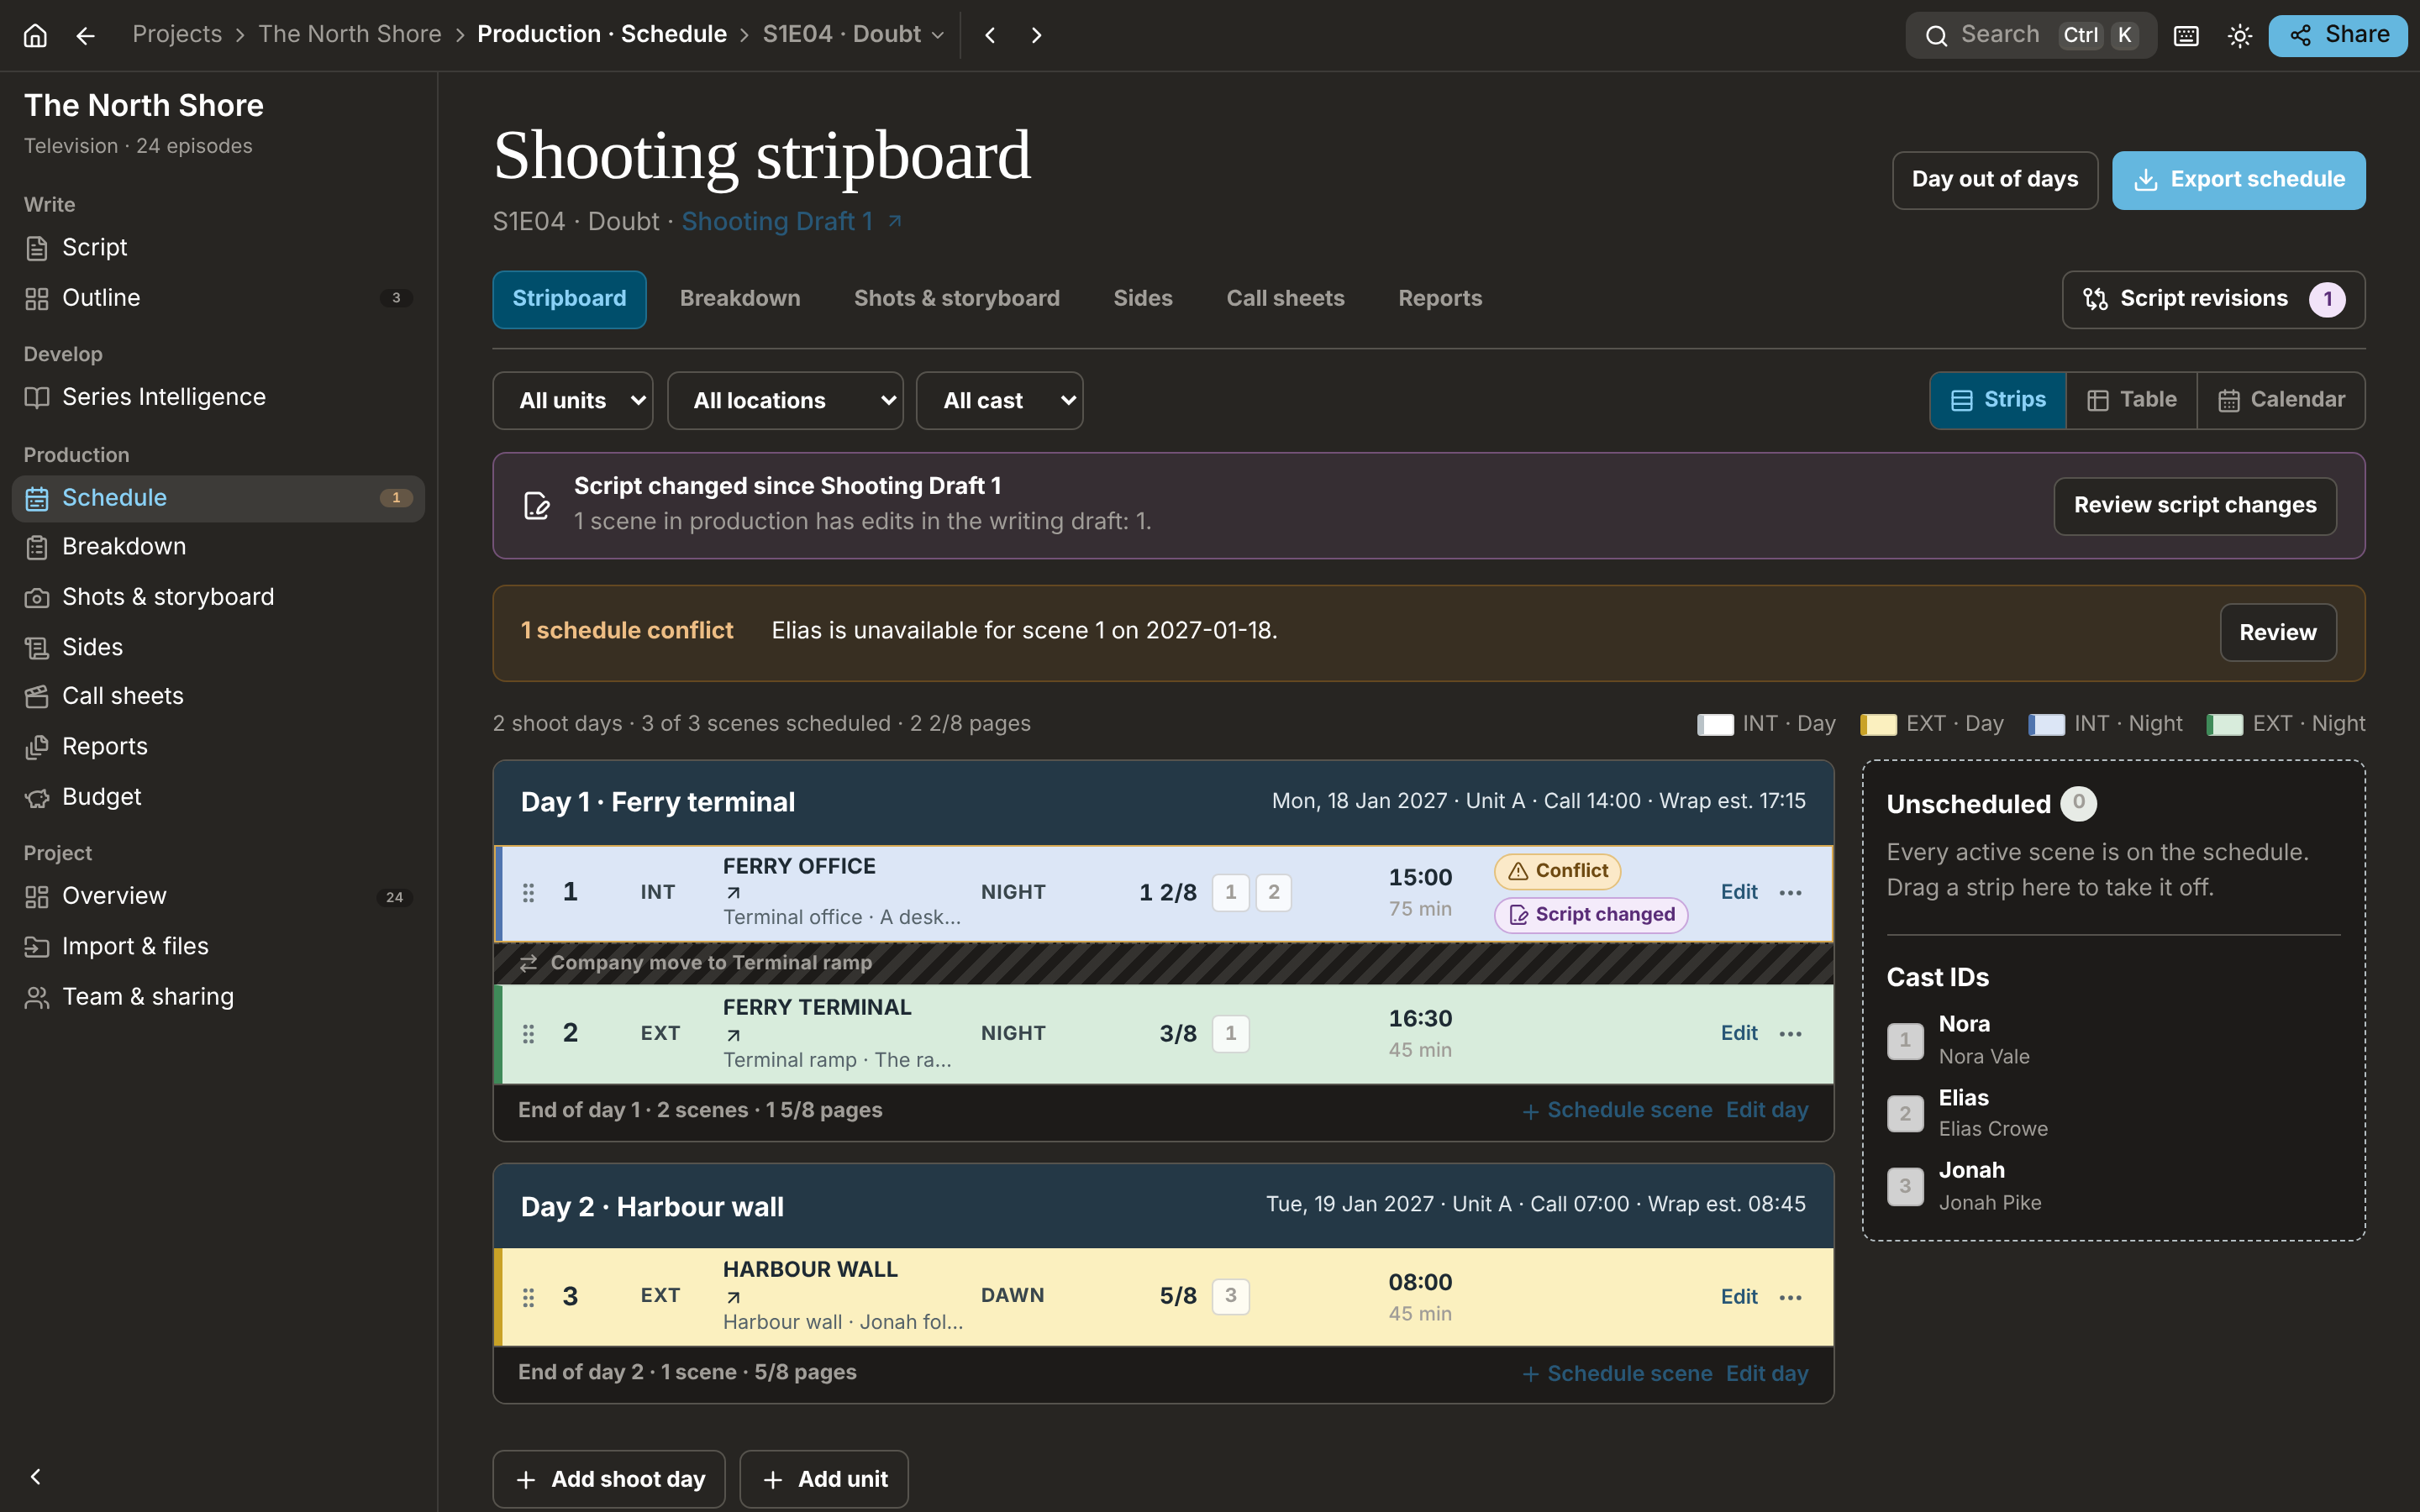 Projects > The North Shore > Production · Schedule > S1E04 · Doubt
Search Ctrl K
Share
The North Shore
Television · 24 episodes
Write
Script
Outline 3
Develop
Series Intelligence
Production
Schedule 1
Breakdown
Shots & storyboard
Sides
Call sheets
Reports
Budget
Project
Overview 24
Import & files
Team & sharing
Shooting stripboard
S1E04 · Doubt · Shooting Draft 1
Day out of days
Export schedule
Stripboard Breakdown Shots & storyboard Sides Call sheets Reports
Script revisions 1
All units All locations All cast
Strips Table Calendar
Script changed since Shooting Draft 1
1 scene in production has edits in the writing draft: 1.
Review script changes
1 schedule conflict Elias is unavailable for scene 1 on 2027-01-18.
Review
2 shoot days · 3 of 3 scenes scheduled · 2 2/8 pages
INT · Day EXT · Day INT · Night EXT · Night
Day 1 · Ferry terminal
Mon, 18 Jan 2027 · Unit A · Call 14:00 · Wrap est. 17:15
1 INT FERRY OFFICE NIGHT 1 2/8 1 2 15:00
Terminal office · A desk...
75 min
Conflict
Script changed
Edit
Company move to Terminal ramp
2 EXT FERRY TERMINAL NIGHT 3/8 1 16:30
Terminal ramp · The ra...
45 min
Edit
End of day 1 · 2 scenes · 1 5/8 pages
+ Schedule scene Edit day
Day 2 · Harbour wall
Tue, 19 Jan 2027 · Unit A · Call 07:00 · Wrap est. 08:45
3 EXT HARBOUR WALL DAWN 5/8 3 08:00
Harbour wall · Jonah fol...
45 min
Edit
End of day 2 · 1 scene · 5/8 pages
+ Schedule scene Edit day
+ Add shoot day
+ Add unit
Unscheduled 0
Every active scene is on the schedule.
Drag a strip here to take it off.
Cast IDs
1 Nora
Nora Vale
2 Elias
Elias Crowe
3 Jonah
Jonah Pike